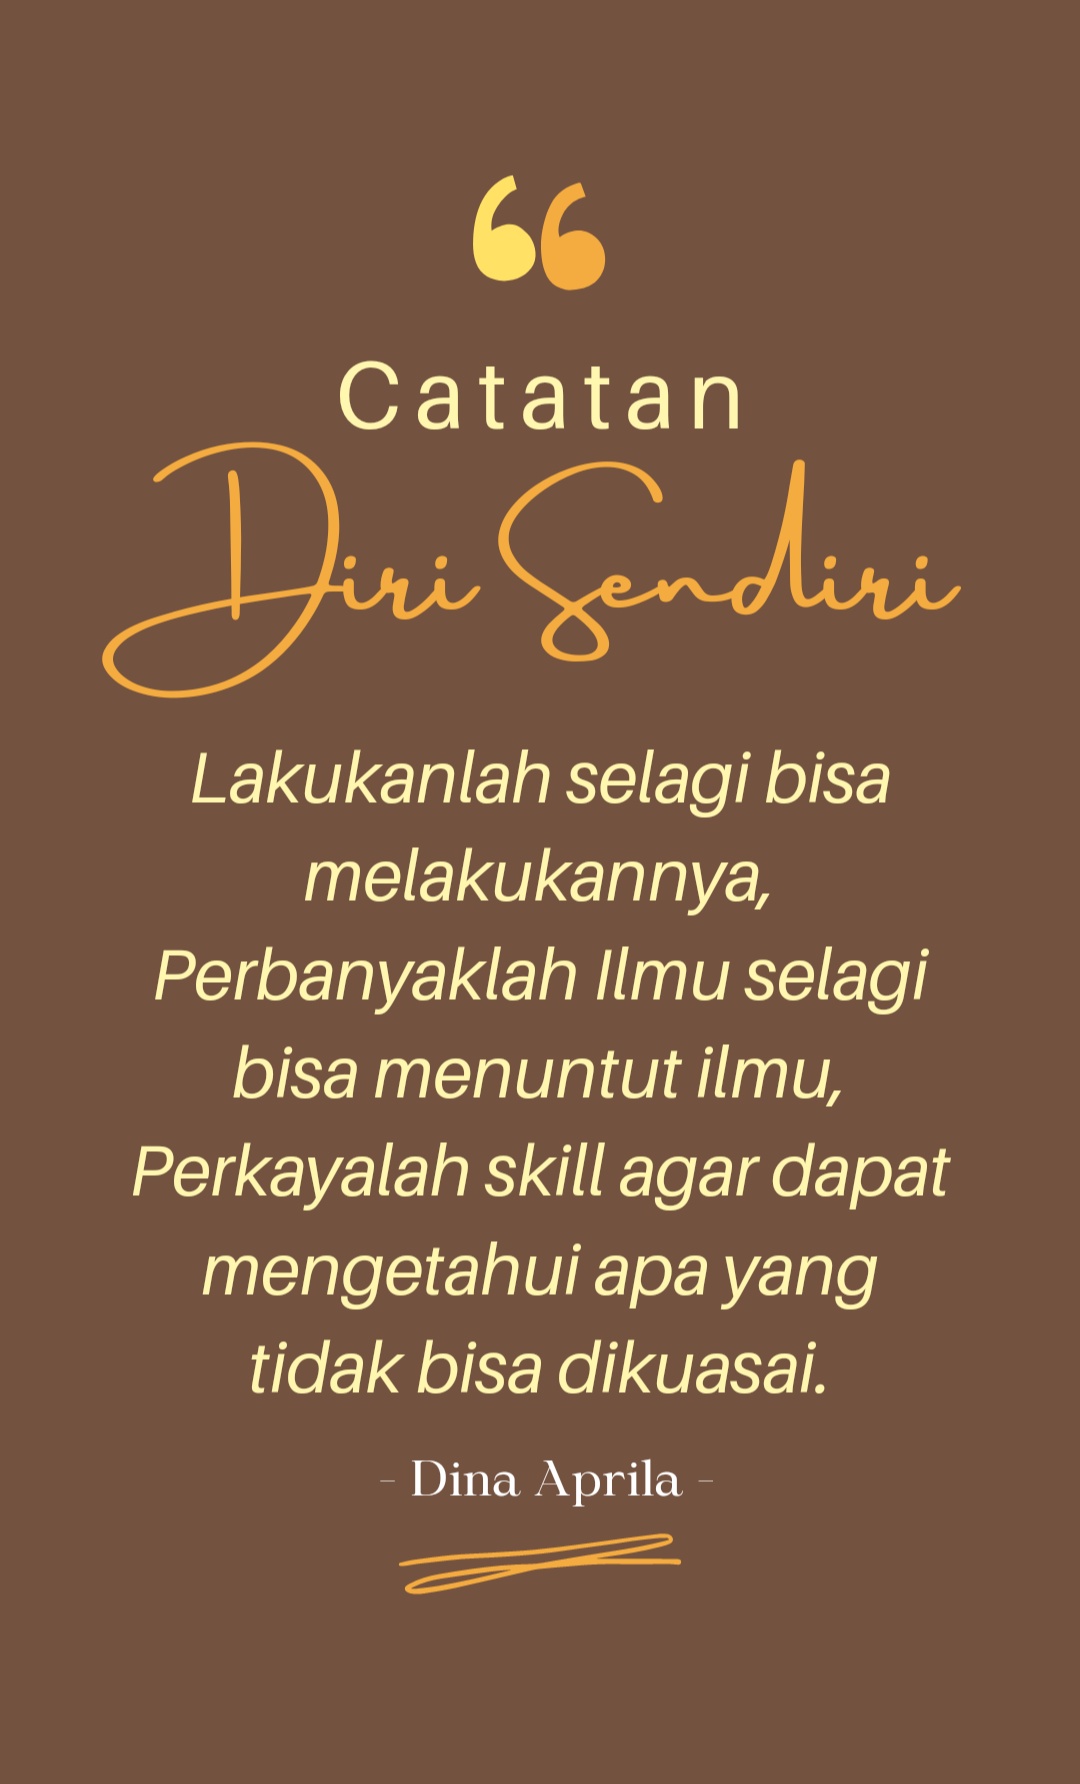 Catatan
Diri Sendiri
Lakukanlah selagi bisa
melakukannya,
Perbanyaklah Ilmu selagi
bisa menuntut ilmu,
Perkayalah skill agar dapat
mengetahui apa yang
tidak bisa dikuasai.
- Dina Aprila -